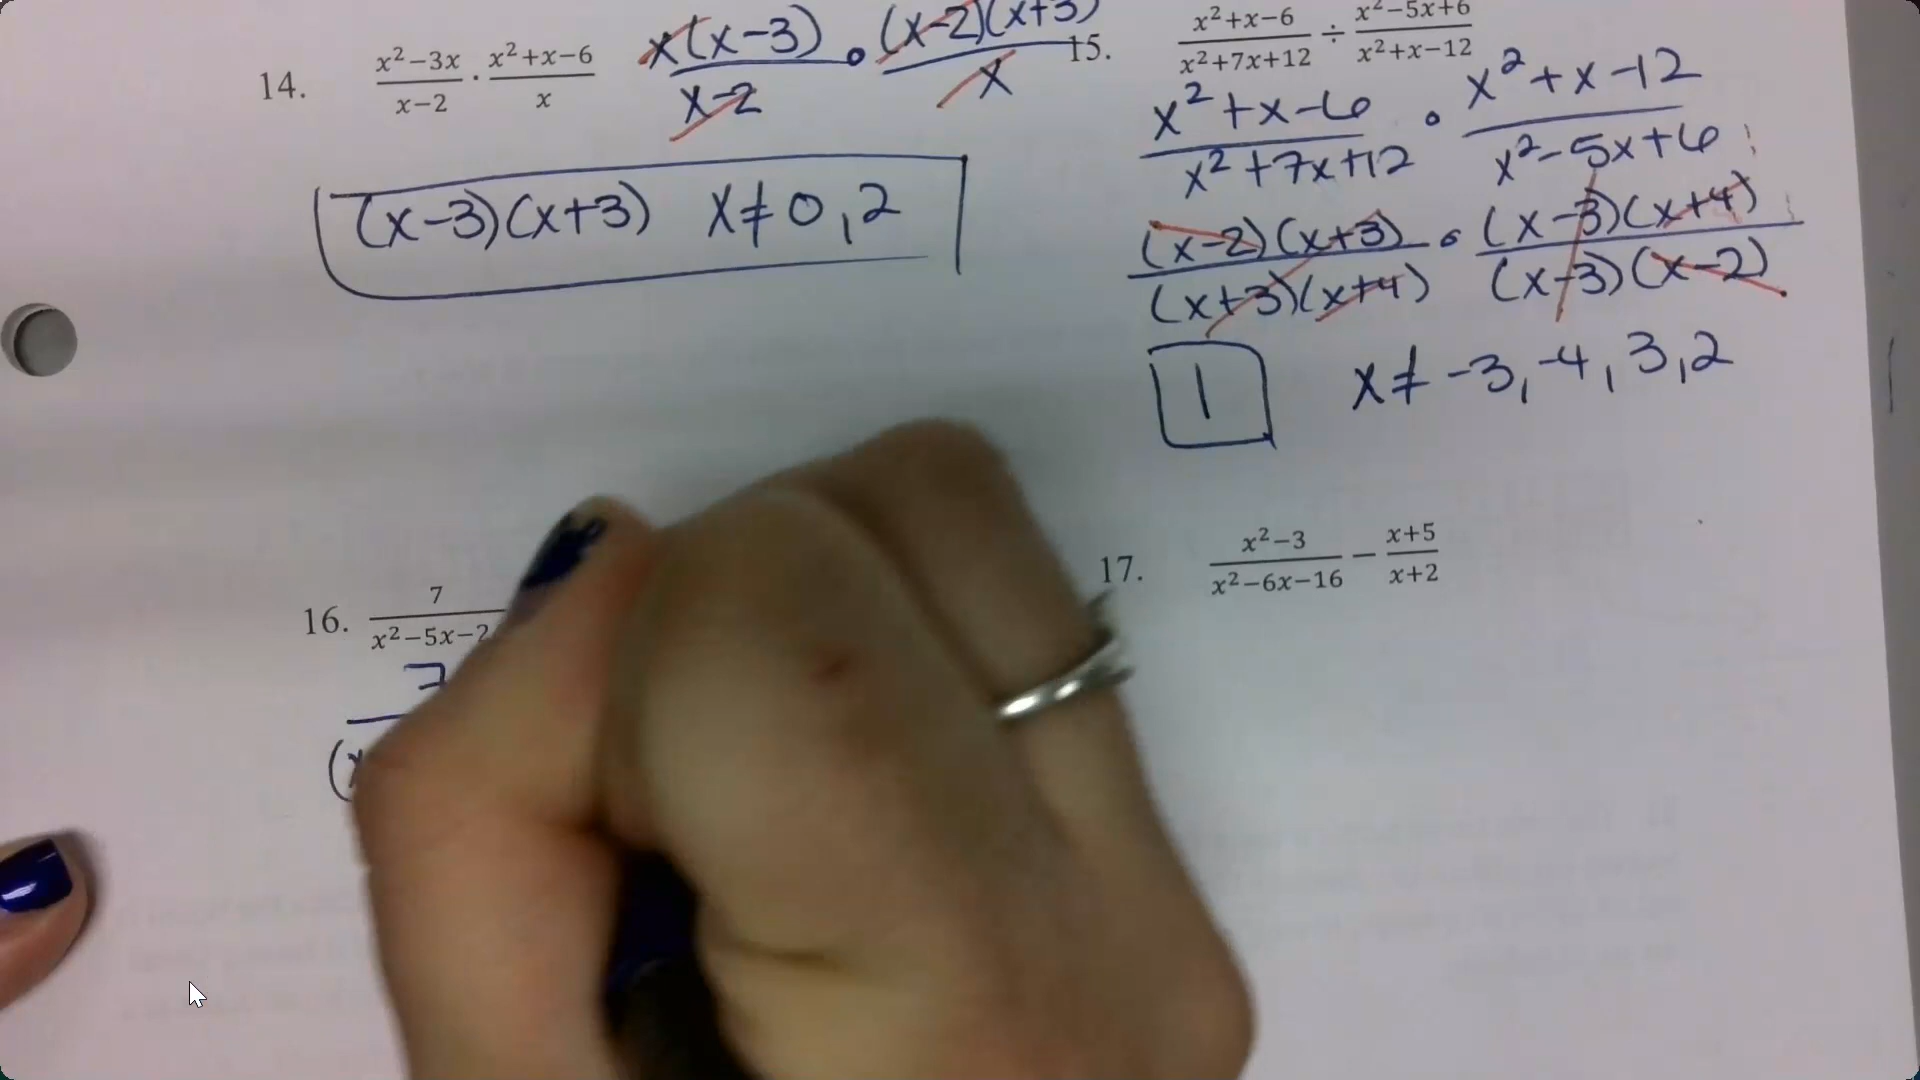 14. x²−3x / x−2 · x²+x−6 / x
x(x-3) / x-2 • (x-2)(x+3) / x
(x-3)(x+3) x≠0,2
15. x²+x−6 / x²+7x+12 ÷ x²−5x+6 / x²+x−12
x²+x-6 / x²+7x+12 • x²+x-12 / x²-5x+6
(x-2)(x+3) / (x+3)(x+4) • (x-3)(x+4) / (x-3)(x-2)
1 x≠-3,-4,3,2
16. 7 / x²−5x−2
7
(x
17. x²−3 / x²−6x−16 − x+5 / x+2